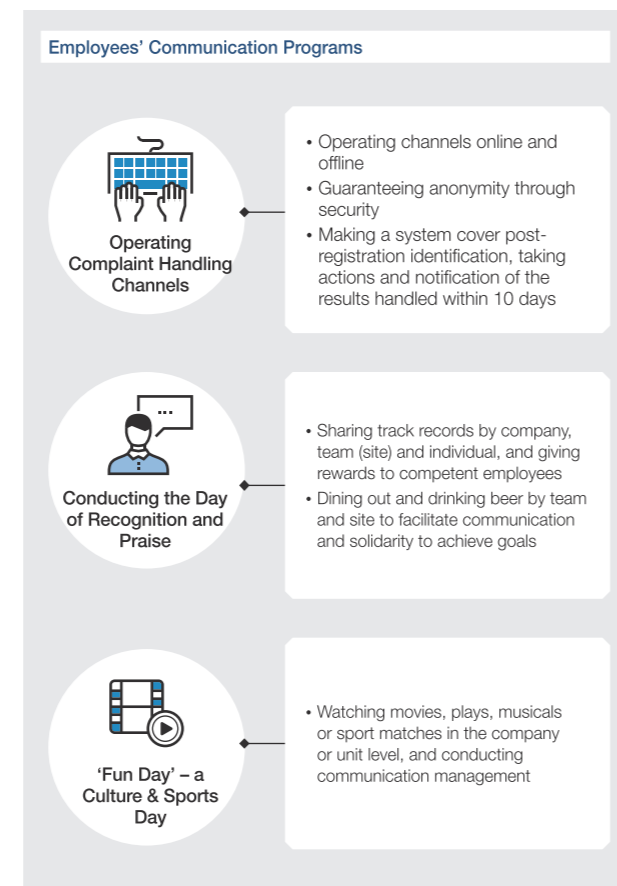 Employees’ Communication Programs
Operating
Complaint Handling
Channels
• Operating channels online and
offline
• Guaranteeing anonymity through
security
• Making a system cover post-
registration identification, taking
actions and notification of the
results handled within 10 days
Conducting the Day
of Recognition and
Praise
• Sharing track records by company,
team (site) and individual, and giving
rewards to competent employees
• Dining out and drinking beer by team
and site to facilitate communication
and solidarity to achieve goals
‘Fun Day’ – a
Culture & Sports
Day
• Watching movies, plays, musicals
or sport matches in the company
or unit level, and conducting
communication management